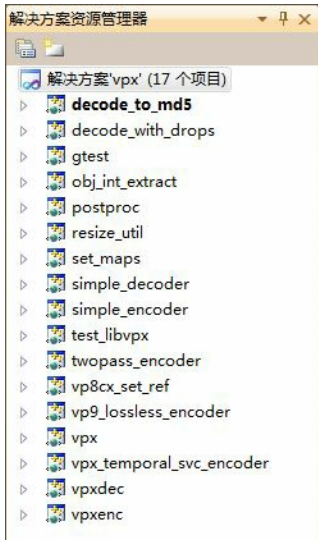 解决方案资源管理器
解决方案'vpx' (17 个项目)
decode_to_md5
decode_with_drops
gtest
obj_int_extract
postproc
resize_util
set_maps
simple_decoder
simple_encoder
test_libvpx
twopass_encoder
vp8cx_set_ref
vp9_lossless_encoder
vpx
vpx_temporal_svc_encoder
vpxdec
vpxenc